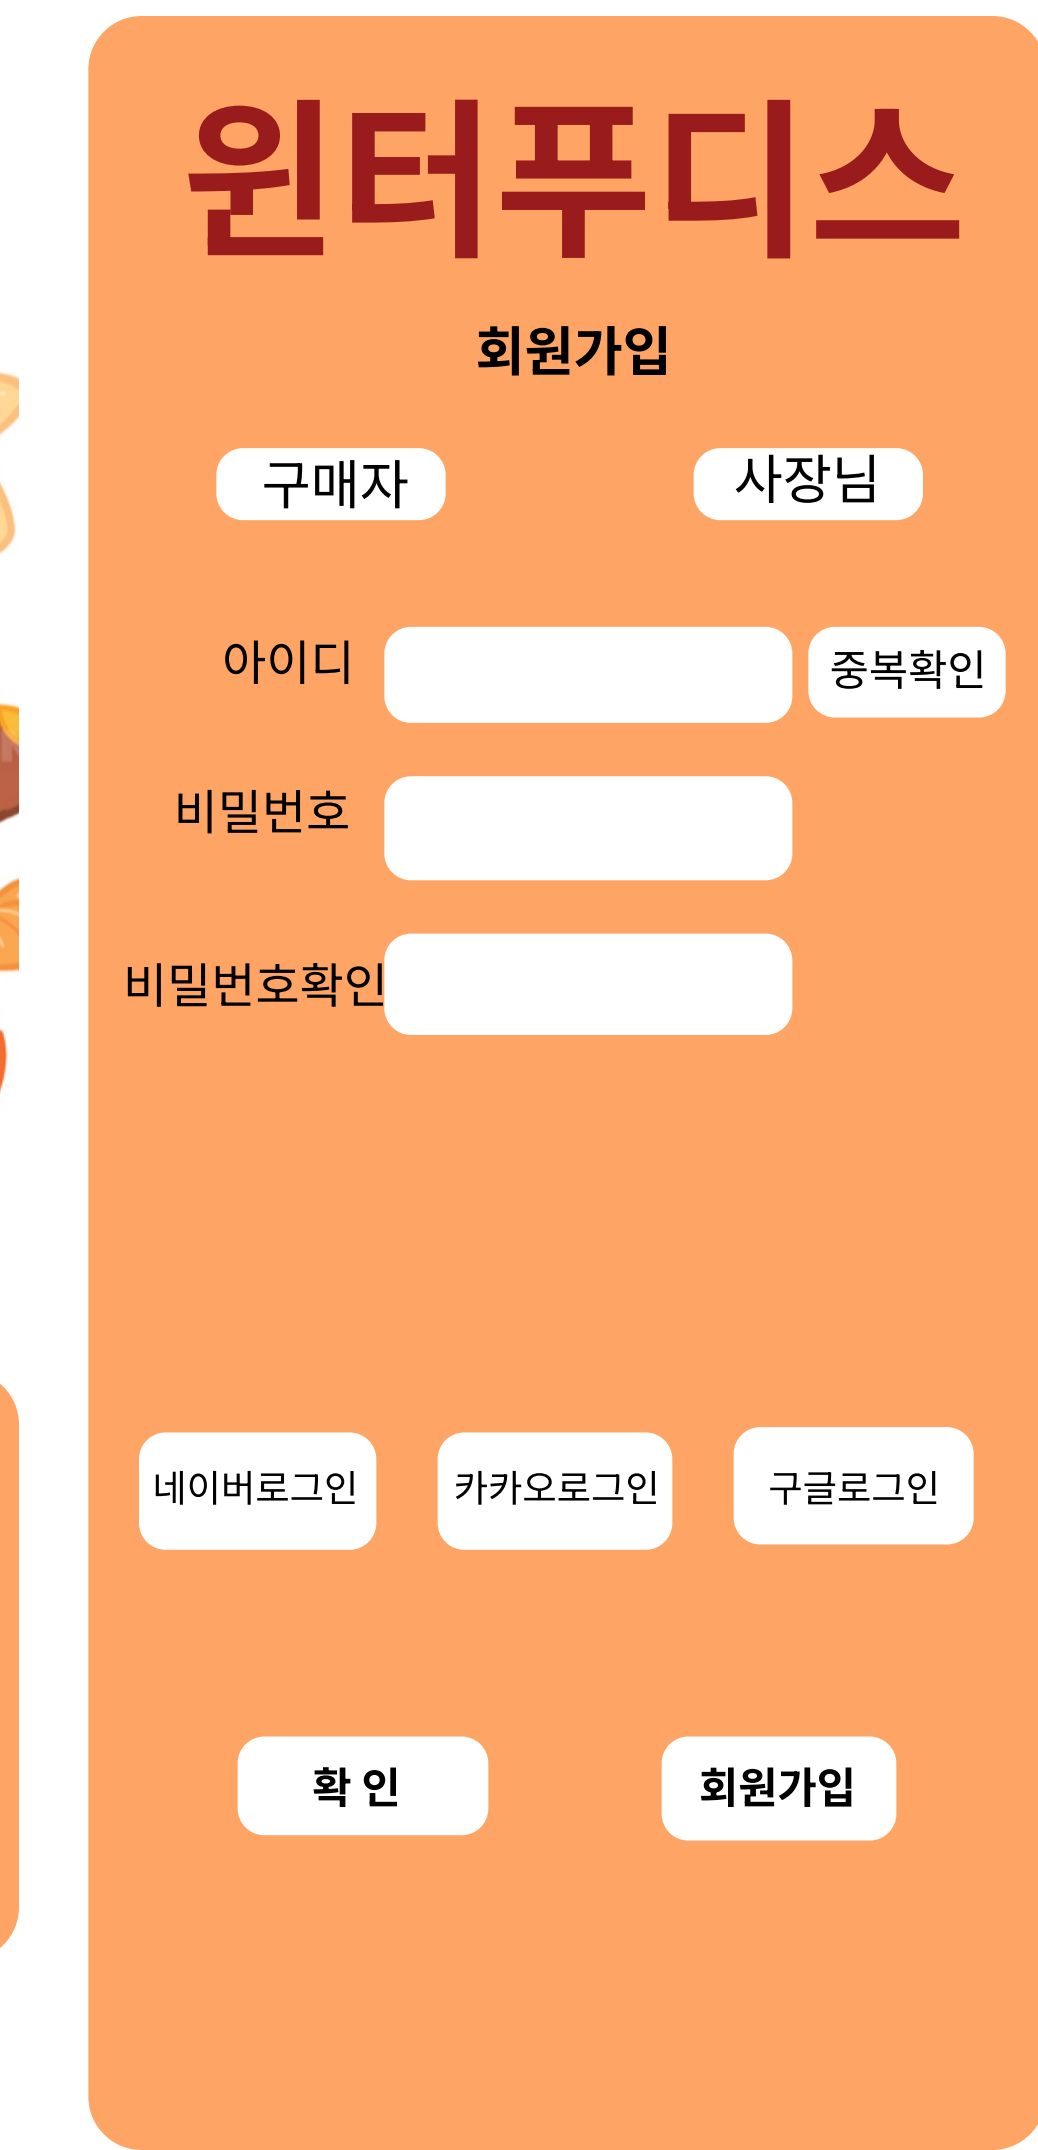 윈터푸디스
회원가입
구매자 사장님
아이디 중복확인
비밀번호
비밀번호확인
네이버로그인 카카오로그인 구글로그인
확 인 회원가입